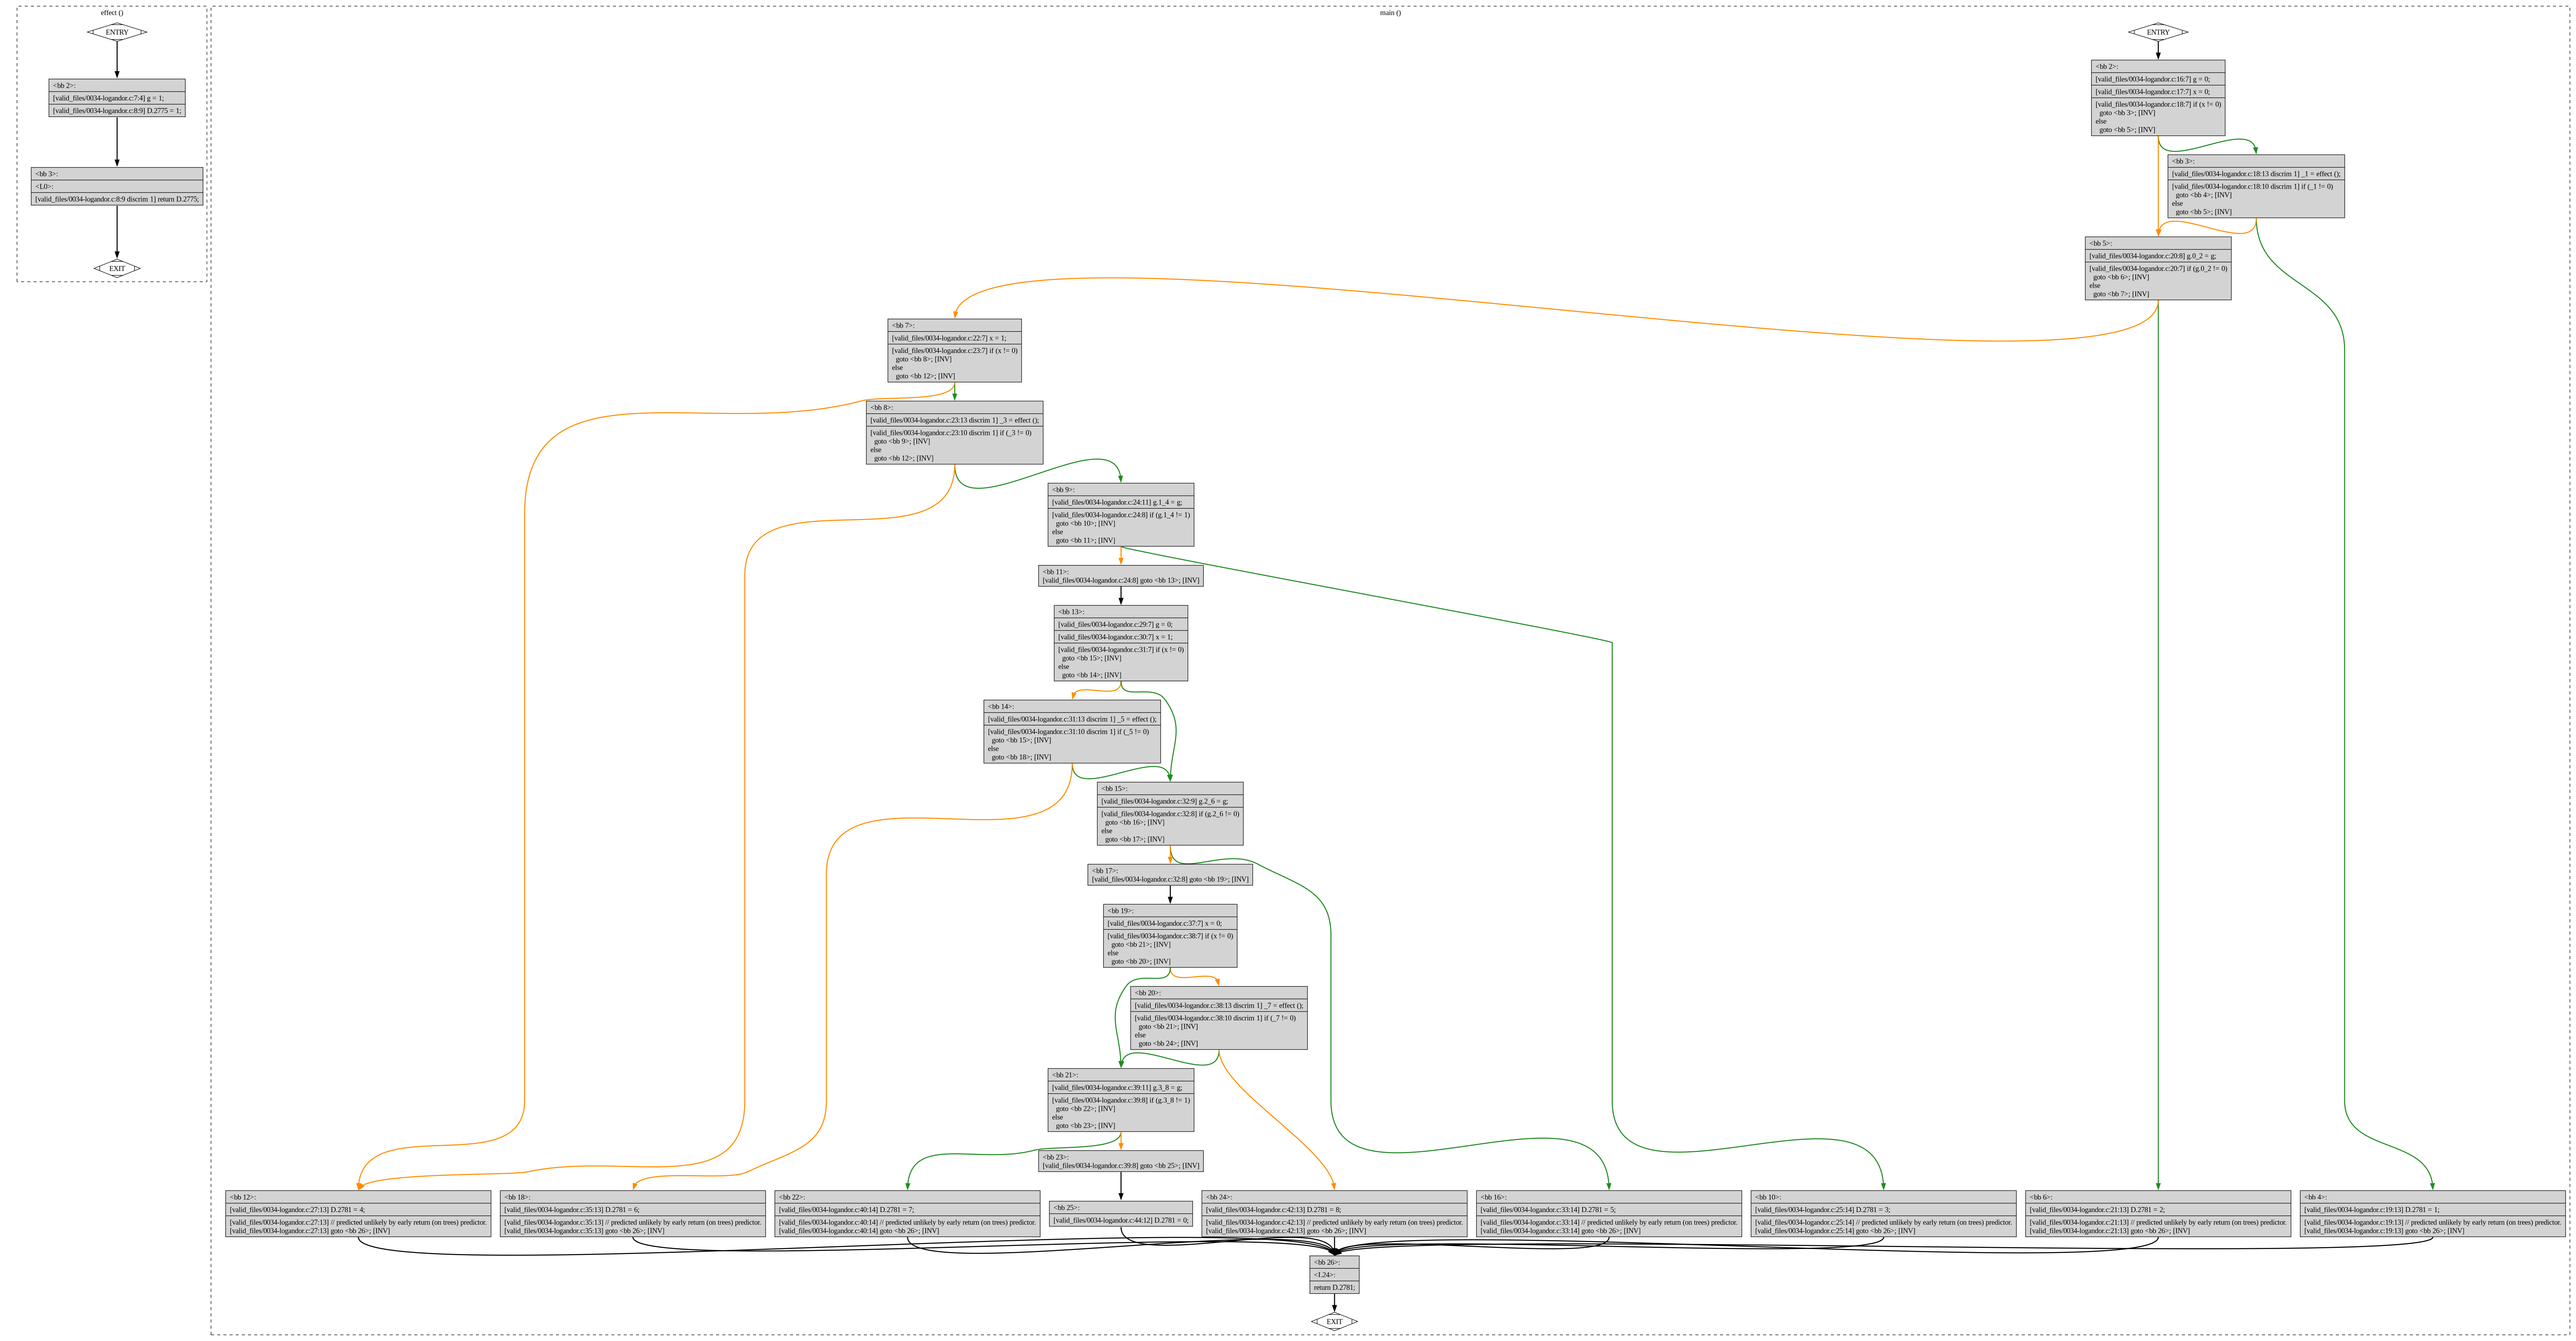 effect ()
ENTRY
<bb 2>:
[valid_files/0034-logandor.c:7:4] g = 1;
[valid_files/0034-logandor.c:8:9] D.2775 = 1;
<bb 3>:
<L0>:
[valid_files/0034-logandor.c:8:9 discrim 1] return D.2775;
EXIT
main ()
ENTRY
<bb 2>:
[valid_files/0034-logandor.c:16:7] g = 0;
[valid_files/0034-logandor.c:17:7] x = 0;
[valid_files/0034-logandor.c:18:7] if (x != 0)
goto <bb 3>; [INV]
else
goto <bb 5>; [INV]
<bb 3>:
[valid_files/0034-logandor.c:18:13 discrim 1] _1 = effect ();
[valid_files/0034-logandor.c:18:10 discrim 1] if (_1 != 0)
goto <bb 4>; [INV]
else
goto <bb 5>; [INV]
<bb 5>:
[valid_files/0034-logandor.c:20:8] g.0_2 = g;
[valid_files/0034-logandor.c:20:7] if (g.0_2 != 0)
goto <bb 6>; [INV]
else
goto <bb 7>; [INV]
<bb 7>:
[valid_files/0034-logandor.c:22:7] x = 1;
[valid_files/0034-logandor.c:23:7] if (x != 0)
goto <bb 8>; [INV]
else
goto <bb 12>; [INV]
<bb 8>:
[valid_files/0034-logandor.c:23:13 discrim 1] _3 = effect ();
[valid_files/0034-logandor.c:23:10 discrim 1] if (_3 != 0)
goto <bb 9>; [INV]
else
goto <bb 12>; [INV]
<bb 9>:
[valid_files/0034-logandor.c:24:11] g.1_4 = g;
[valid_files/0034-logandor.c:24:8] if (g.1_4 != 1)
goto <bb 10>; [INV]
else
goto <bb 11>; [INV]
<bb 11>:
[valid_files/0034-logandor.c:24:8] goto <bb 13>; [INV]
<bb 13>:
[valid_files/0034-logandor.c:29:7] g = 0;
[valid_files/0034-logandor.c:30:7] x = 1;
[valid_files/0034-logandor.c:31:7] if (x != 0)
goto <bb 15>; [INV]
else
goto <bb 14>; [INV]
<bb 14>:
[valid_files/0034-logandor.c:31:13 discrim 1] _5 = effect ();
[valid_files/0034-logandor.c:31:10 discrim 1] if (_5 != 0)
goto <bb 15>; [INV]
else
goto <bb 18>; [INV]
<bb 15>:
[valid_files/0034-logandor.c:32:9] g.2_6 = g;
[valid_files/0034-logandor.c:32:8] if (g.2_6 != 0)
goto <bb 16>; [INV]
else
goto <bb 17>; [INV]
<bb 17>:
[valid_files/0034-logandor.c:32:8] goto <bb 19>; [INV]
<bb 19>:
[valid_files/0034-logandor.c:37:7] x = 0;
[valid_files/0034-logandor.c:38:7] if (x != 0)
goto <bb 21>; [INV]
else
goto <bb 20>; [INV]
<bb 20>:
[valid_files/0034-logandor.c:38:13 discrim 1] _7 = effect ();
[valid_files/0034-logandor.c:38:10 discrim 1] if (_7 != 0)
goto <bb 21>; [INV]
else
goto <bb 24>; [INV]
<bb 21>:
[valid_files/0034-logandor.c:39:11] g.3_8 = g;
[valid_files/0034-logandor.c:39:8] if (g.3_8 != 1)
goto <bb 22>; [INV]
else
goto <bb 23>; [INV]
<bb 23>:
[valid_files/0034-logandor.c:39:8] goto <bb 25>; [INV]
<bb 12>:
[valid_files/0034-logandor.c:27:13] D.2781 = 4;
[valid_files/0034-logandor.c:27:13] // predicted unlikely by early return (on trees) predictor.
[valid_files/0034-logandor.c:27:13] goto <bb 26>; [INV]
<bb 18>:
[valid_files/0034-logandor.c:35:13] D.2781 = 6;
[valid_files/0034-logandor.c:35:13] // predicted unlikely by early return (on trees) predictor.
[valid_files/0034-logandor.c:35:13] goto <bb 26>; [INV]
<bb 22>:
[valid_files/0034-logandor.c:40:14] D.2781 = 7;
[valid_files/0034-logandor.c:40:14] // predicted unlikely by early return (on trees) predictor.
[valid_files/0034-logandor.c:40:14] goto <bb 26>; [INV]
<bb 25>:
[valid_files/0034-logandor.c:44:12] D.2781 = 0;
<bb 24>:
[valid_files/0034-logandor.c:42:13] D.2781 = 8;
[valid_files/0034-logandor.c:42:13] // predicted unlikely by early return (on trees) predictor.
[valid_files/0034-logandor.c:42:13] goto <bb 26>; [INV]
<bb 16>:
[valid_files/0034-logandor.c:33:14] D.2781 = 5;
[valid_files/0034-logandor.c:33:14] // predicted unlikely by early return (on trees) predictor.
[valid_files/0034-logandor.c:33:14] goto <bb 26>; [INV]
<bb 10>:
[valid_files/0034-logandor.c:25:14] D.2781 = 3;
[valid_files/0034-logandor.c:25:14] // predicted unlikely by early return (on trees) predictor.
[valid_files/0034-logandor.c:25:14] goto <bb 26>; [INV]
<bb 6>:
[valid_files/0034-logandor.c:21:13] D.2781 = 2;
[valid_files/0034-logandor.c:21:13] // predicted unlikely by early return (on trees) predictor.
[valid_files/0034-logandor.c:21:13] goto <bb 26>; [INV]
<bb 4>:
[valid_files/0034-logandor.c:19:13] D.2781 = 1;
[valid_files/0034-logandor.c:19:13] // predicted unlikely by early return (on trees) predictor.
[valid_files/0034-logandor.c:19:13] goto <bb 26>; [INV]
<bb 26>:
<L24>:
return D.2781;
EXIT